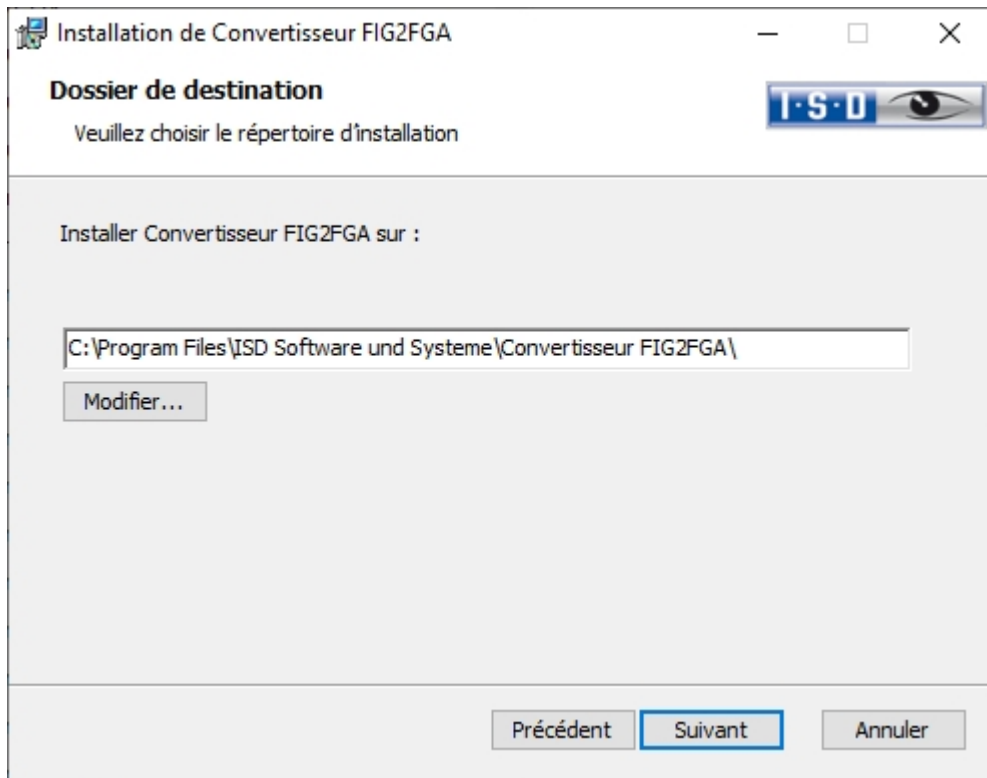 Installation de Convertisseur FIG2FGA
Dossier de destination
Veuillez choisir le répertoire d'installation
I·S·D
Installer Convertisseur FIG2FGA sur :
C:\Program Files\ISD Software und Systeme\Convertisseur FIG2FGA\
Modifier...
Précédent Suivant Annuler